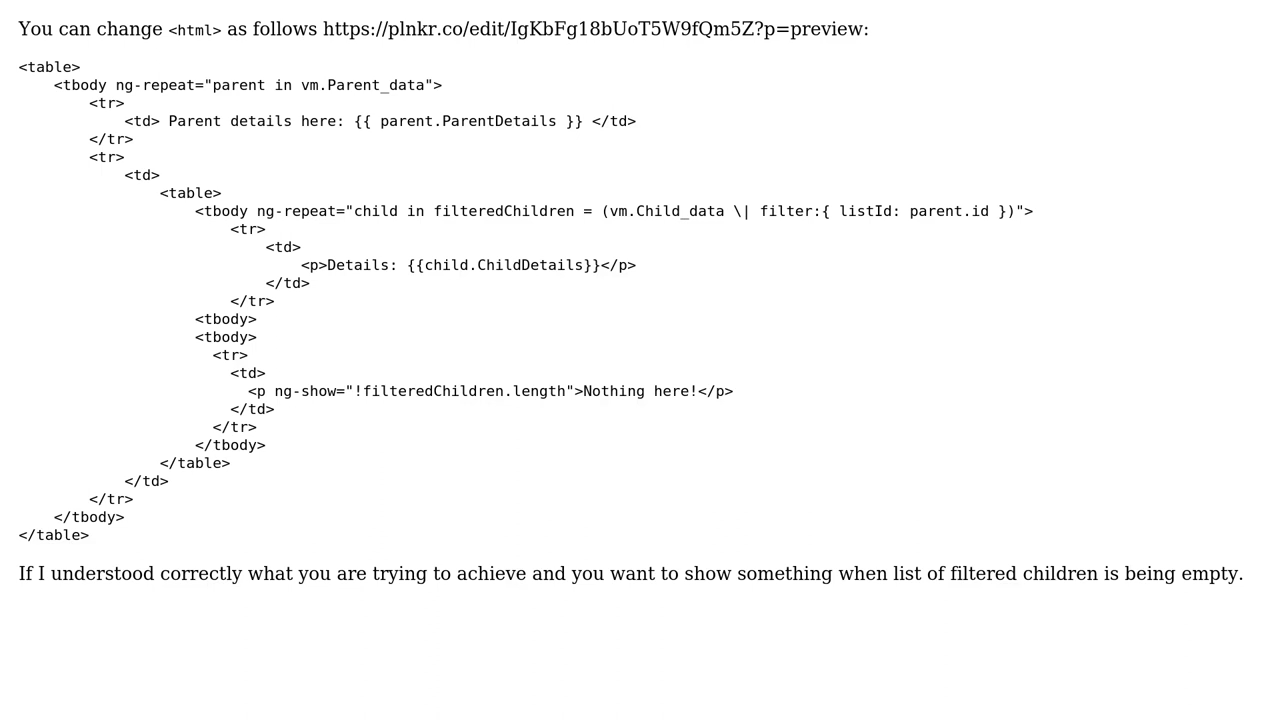 You can change <html> as follows https://plnkr.co/edit/IgKbFg18bUoT5W9fQm5Z?p=preview:
<table>
    <tbody ng-repeat="parent in vm.Parent_data">
        <tr>
            <td> Parent details here: {{ parent.ParentDetails }} </td>
        </tr>
        <tr>
            <td>
                <table>
                    <tbody ng-repeat="child in filteredChildren = (vm.Child_data \| filter:{ listId: parent.id })">
                        <tr>
                            <td>
                                <p>Details: {{child.ChildDetails}}</p>
                            </td>
                        </tr>
                    <tbody>
                    <tbody>
                      <tr>
                        <td>
                          <p ng-show="!filteredChildren.length">Nothing here!</p>
                        </td>
                      </tr>
                    </tbody>
                </table>
            </td>
        </tr>
    </tbody>
</table>
If I understood correctly what you are trying to achieve and you want to show something when list of filtered children is being empty.